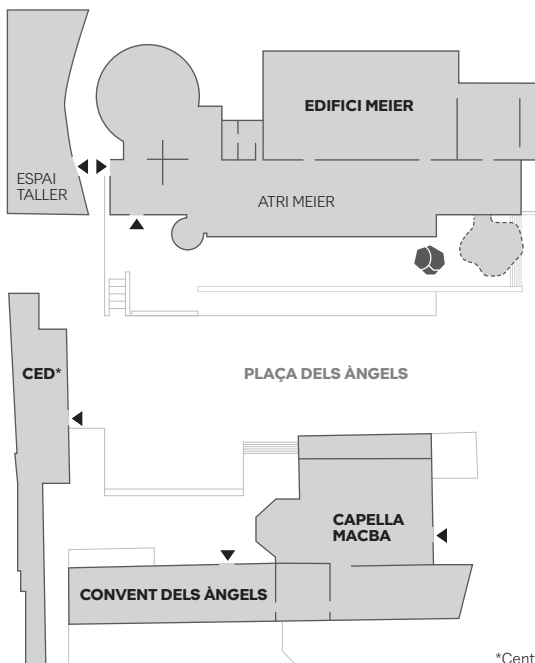 EDIFICI MEIER
ESPAI
TALLER
ATRI MEIER
CED*
PLAÇA DELS ÀNGELS
CAPELLA
MACBA
CONVENT DELS ÀNGELS
*Cent